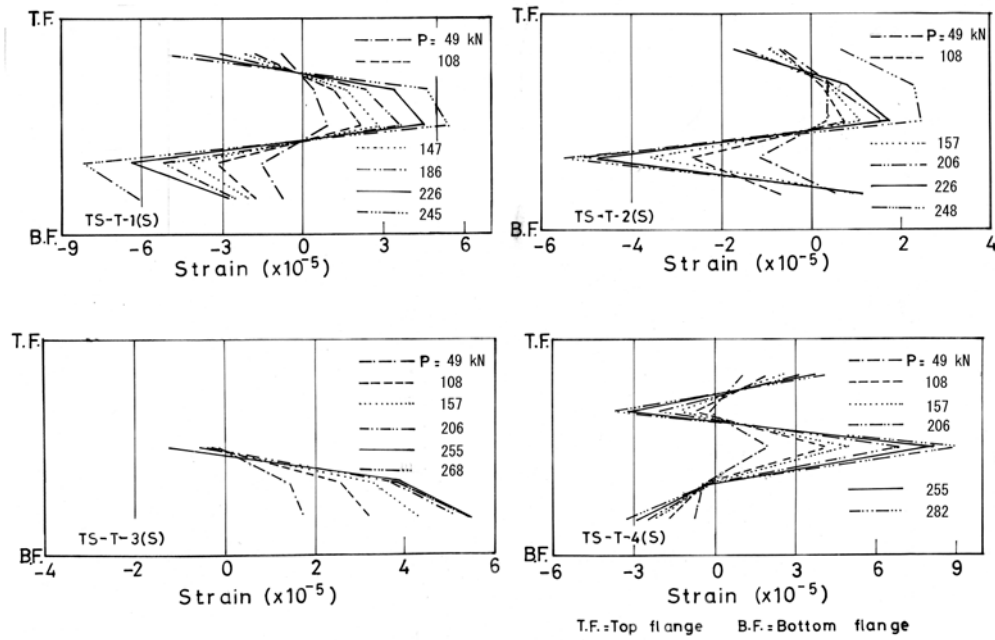 T.F.
P= 49 kN
108
147
186
226
245
TS-T-1(S)
B.F.
-9 -6 -3 0 3 6
Strain (x10-5)
T.F.
P= 49 kN
108
157
206
226
248
TS-T-2(S)
B.F.
-6 -4 -2 0 2 4
Strain (x10-5)
T.F.
P= 49 kN
108
157
206
255
268
TS-T-3(S)
B.F.
-4 -2 0 2 4 6
Strain (x10-5)
T.F.
P= 49 kN
108
157
206
255
282
TS-T-4(S)
B.F.
-6 -3 0 3 6 9
Strain (x10-5)
T.F.=Top flange B.F.=Bottom flange